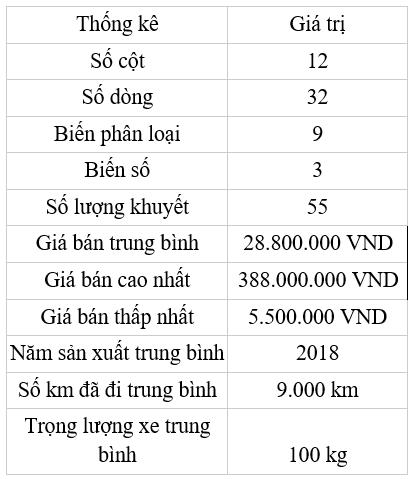 Thống kê Giá trị
Số cột 12
Số dòng 32
Biến phân loại 9
Biến số 3
Số lượng khuyết 55
Giá bán trung bình 28.800.000 VND
Giá bán cao nhất 388.000.000 VND
Giá bán thấp nhất 5.500.000 VND
Năm sản xuất trung bình 2018
Số km đã đi trung bình 9.000 km
Trọng lượng xe trung
bình 100 kg